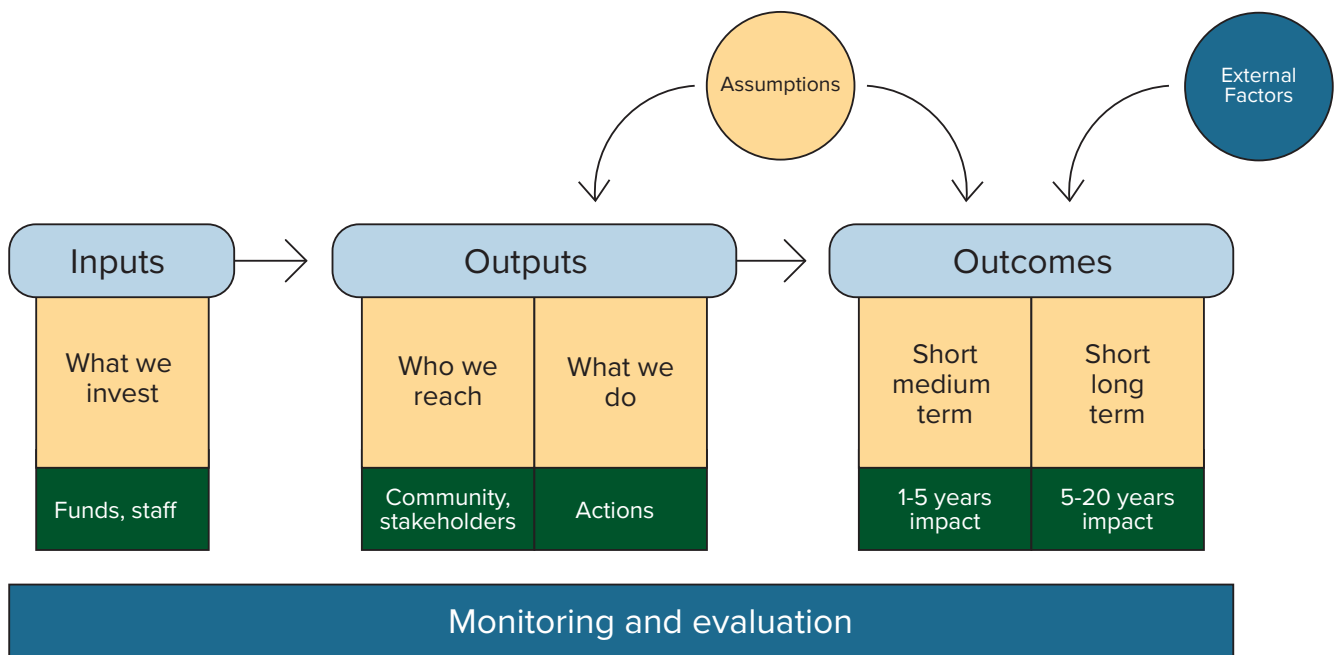 Assumptions
External
Factors
Inputs
Outputs
Outcomes
What we
invest
Who we
reach
What we
do
Short
medium
term
Short
long
term
Funds, staff
Community,
stakeholders
Actions
1-5 years
impact
5-20 years
impact
Monitoring and evaluation